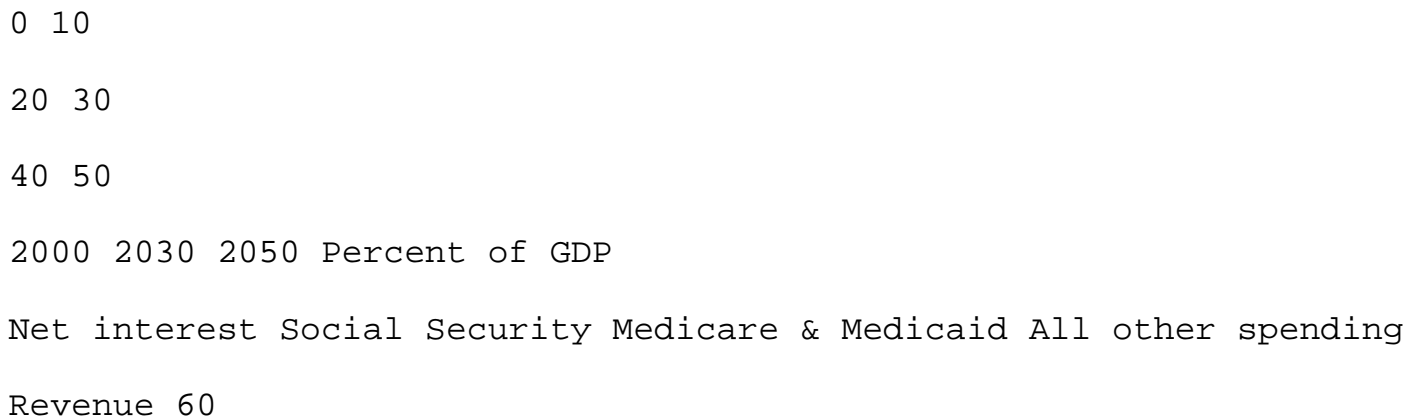 0 10
20 30
40 50
2000 2030 2050 Percent of GDP
Net interest Social Security Medicare & Medicaid All other spending
Revenue 60